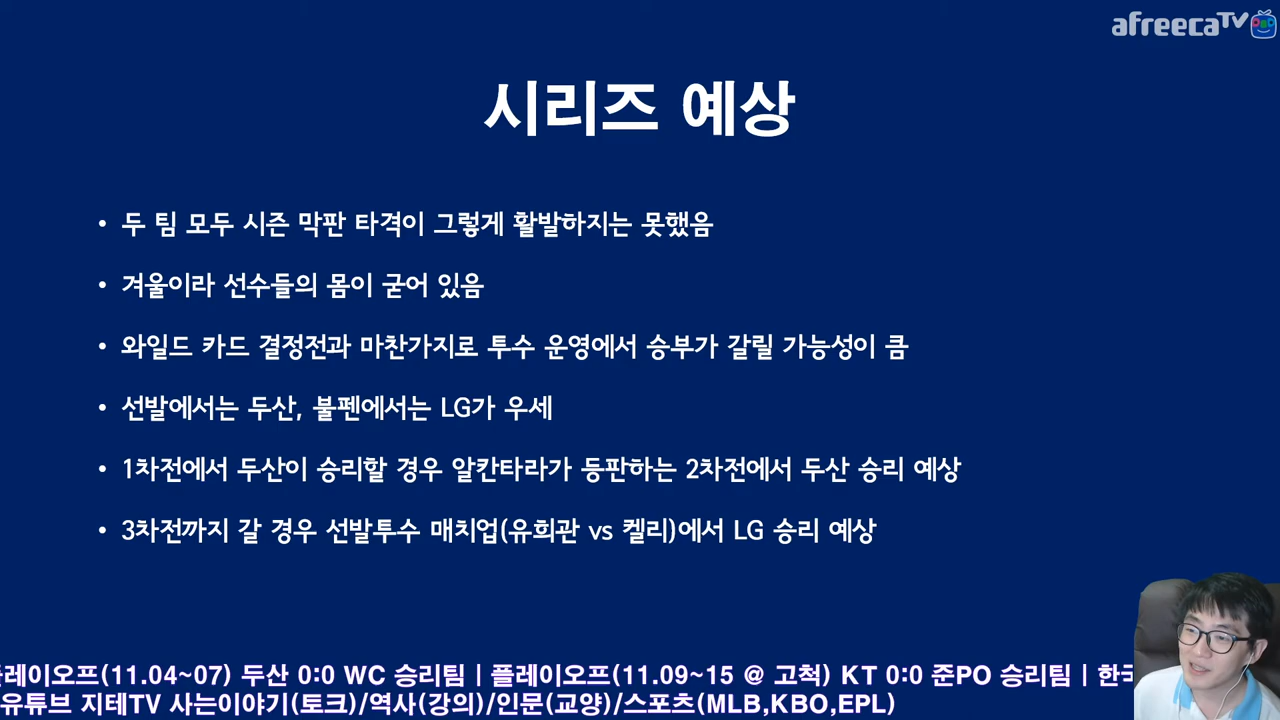 afreecaTV
시리즈 예상
• 두 팀 모두 시즌 막판 타격이 그렇게 활발하지는 못했음
• 겨울이라 선수들의 몸이 굳어 있음
• 와일드 카드 결정전과 마찬가지로 투수 운영에서 승부가 갈릴 가능성이 큼
• 선발에서는 두산, 불펜에서는 LG가 우세
• 1차전에서 두산이 승리할 경우 알칸타라가 등판하는 2차전에서 두산 승리 예상
• 3차전까지 갈 경우 선발투수 매치업(유희관 vs 켈리)에서 LG 승리 예상
플레이오프(11.04~07) 두산 0:0 WC 승리팀 | 플레이오프(11.09~15 @ 고척) KT 0:0 준PO 승리팀 | 한국
유튜브 지테TV 사는이야기(토크)/역사(강의)/인문(교양)/스포츠(MLB,KBO,EPL)